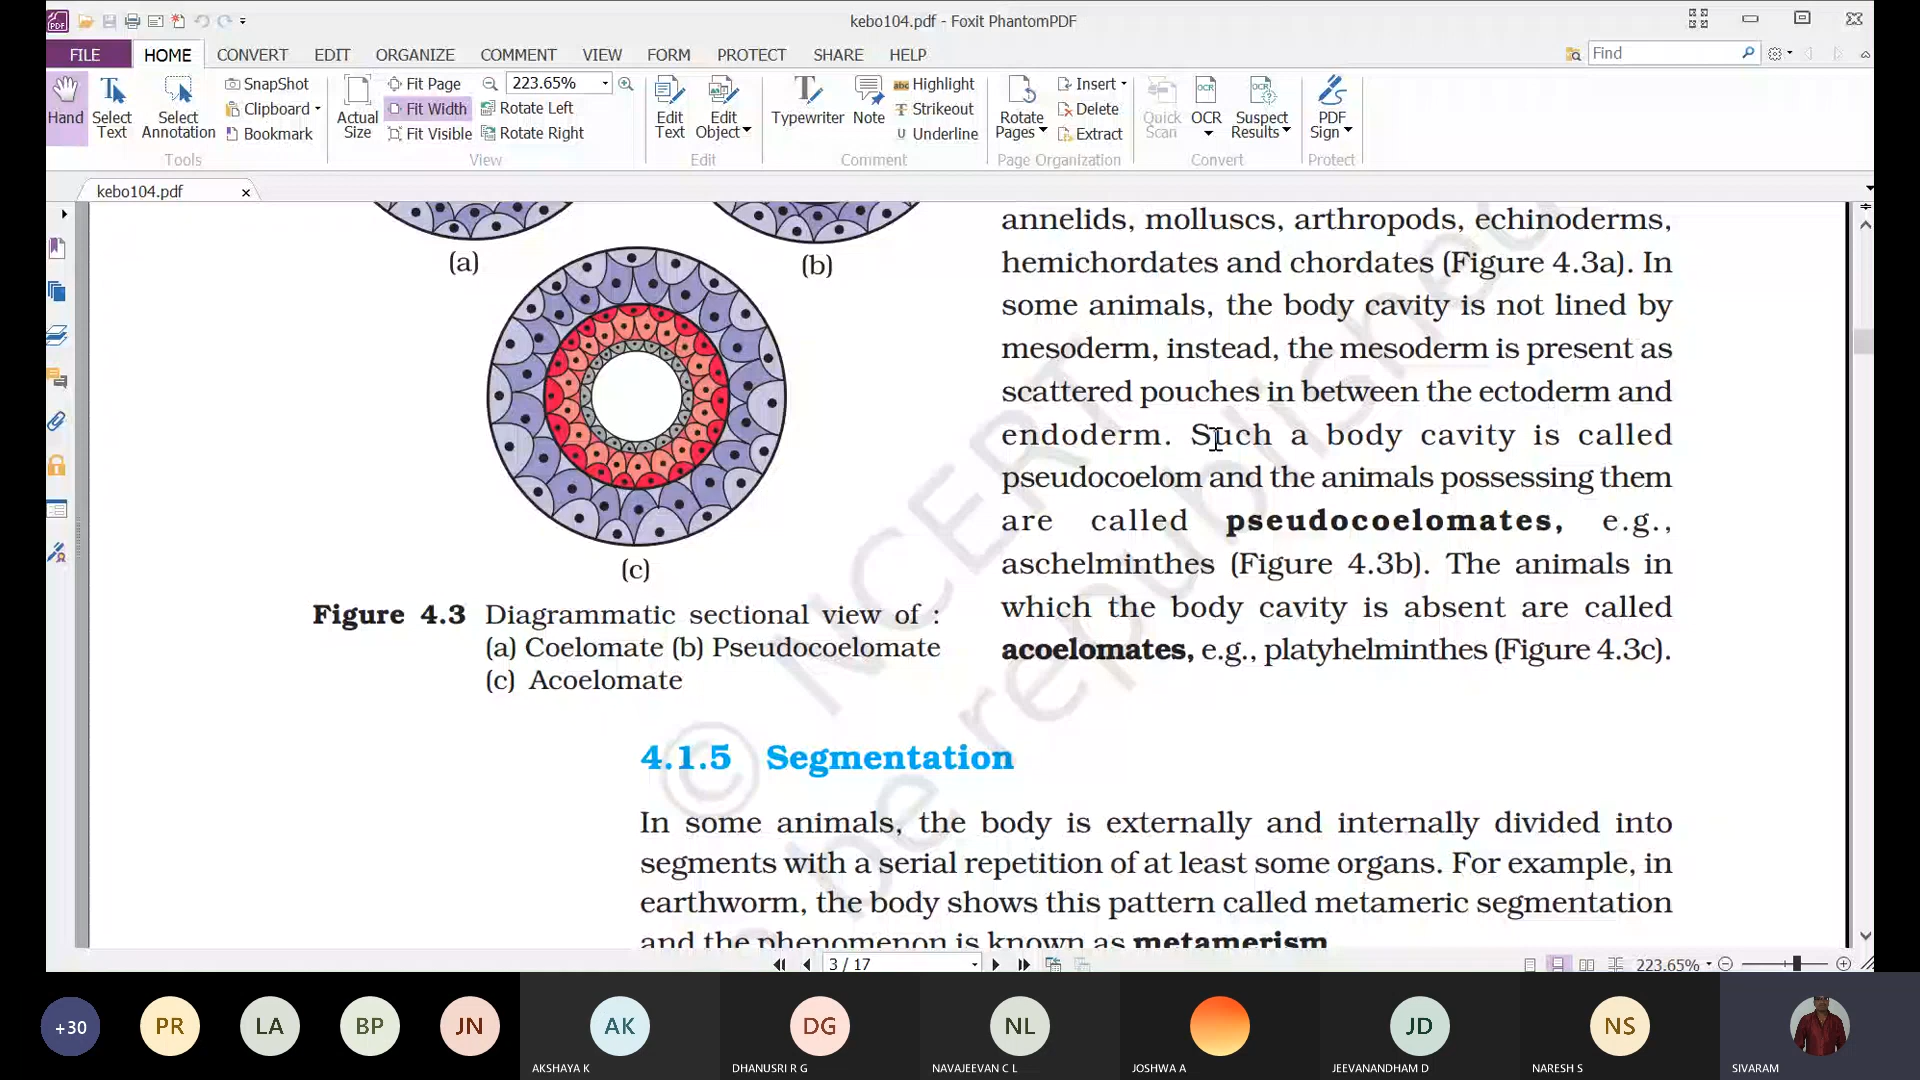 kebo104.pdf - Foxit PhantomPDF
FILE HOME CONVERT EDIT ORGANIZE COMMENT VIEW FORM PROTECT SHARE HELP
Find
Hand
Select Text
Select Annotation
SnapShot
Clipboard
Bookmark
Tools
Actual Size
Fit Page
Fit Width
Fit Visible
223.65%
Rotate Left
Rotate Right
View
Edit Text
Edit Object
Edit
Typewriter
Note
Highlight
Strikeout
Underline
Comment
Rotate Pages
Insert
Delete
Extract
Page Organization
Quick Scan
OCR
Suspect Results
Convert
PDF Sign
Protect
kebo104.pdf
(a)
(b)
(c)
Figure 4.3 Diagrammatic sectional view of :
(a) Coelomate (b) Pseudocoelomate
(c) Acoelomate
annelids, molluscs, arthropods, echinoderms,
hemichordates and chordates (Figure 4.3a). In
some animals, the body cavity is not lined by
mesoderm, instead, the mesoderm is present as
scattered pouches in between the ectoderm and
endoderm. Such a body cavity is called
pseudocoelom and the animals possessing them
are called pseudocoelomates, e.g.,
aschelminthes (Figure 4.3b). The animals in
which the body cavity is absent are called
acoelomates, e.g., platyhelminthes (Figure 4.3c).
4.1.5 Segmentation
In some animals, the body is externally and internally divided into
segments with a serial repetition of at least some organs. For example, in
earthworm, the body shows this pattern called metameric segmentation
and the phenomenon is known as metamerism
© NCERT
be republished
3 / 17
223.65%
+30
PR
LA
BP
JN
AK
AKSHAYA K
DG
DHANUSRI R G
NL
NAVAJEEVAN C L
JOSHWA A
JD
JEEVANANDHAM D
NS
NARESH S
SIVARAM